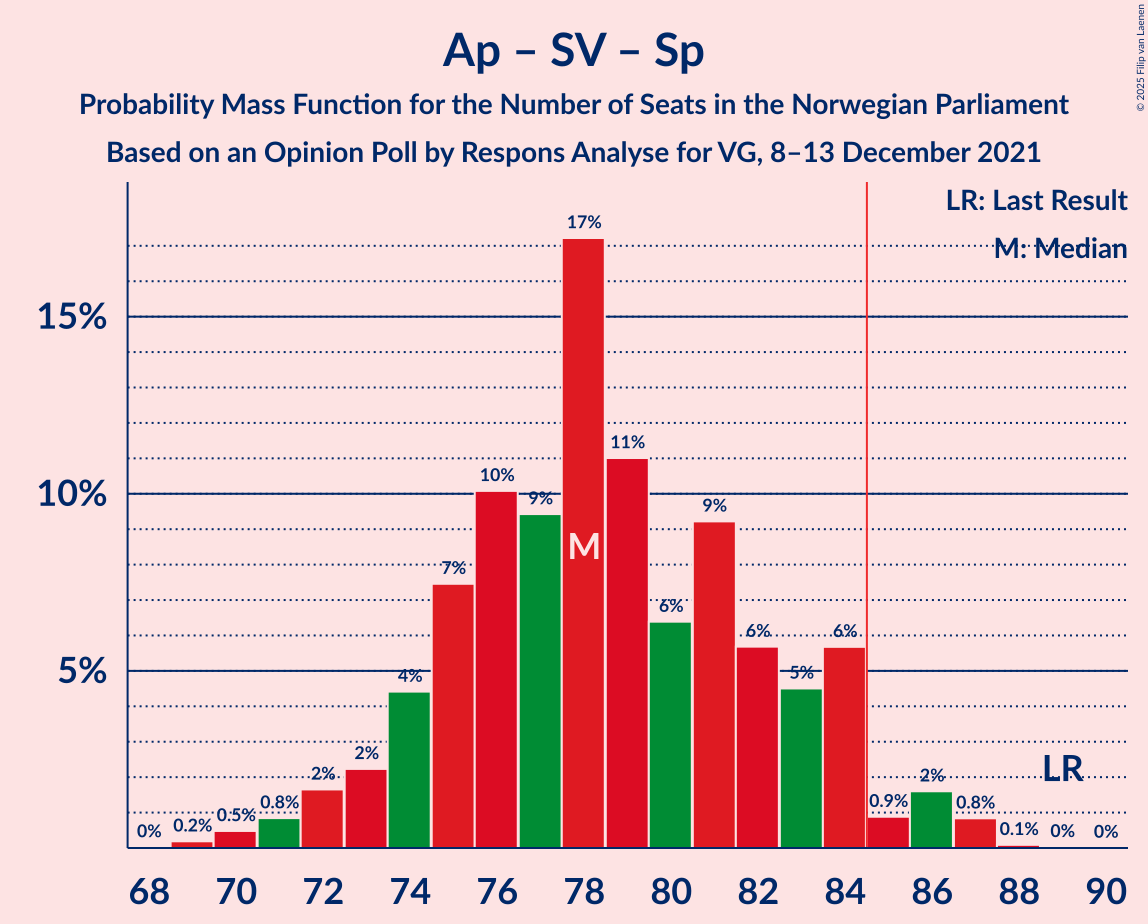 Ap – SV – Sp
Probability Mass Function for the Number of Seats in the Norwegian Parliament
Based on an Opinion Poll by Respons Analyse for VG, 8–13 December 2021
© 2025 Filip van Laenen
LR: Last Result
M: Median
15%
10%
5%
0%
0.2%
0.5%
0.8%
2%
2%
4%
7%
10%
9%
17%
11%
6%
9%
6%
5%
6%
0.9%
2%
0.8%
0.1%
0%
0%
M
LR
68 70 72 74 76 78 80 82 84 86 88 90